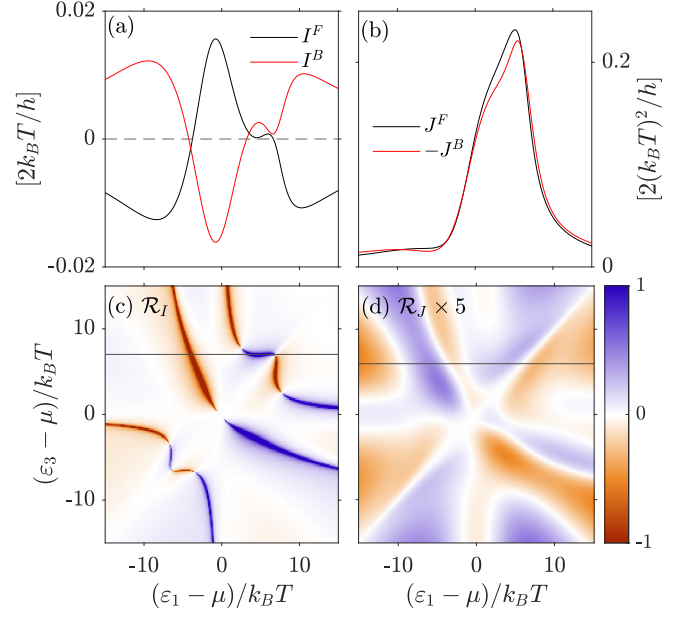 0.02
(a)
I^F
I^B
0
-0.02
[2k_BT/h]
(b)
J^F
−J^B
0.2
0
[2(k_BT)^2/h]
(c) R_I
10
0
-10
(ε_3 − μ)/k_BT
-10 0 10
(ε_1 − μ)/k_BT
(d) R_J × 5
-10 0 10
(ε_1 − μ)/k_BT
1
0
-1